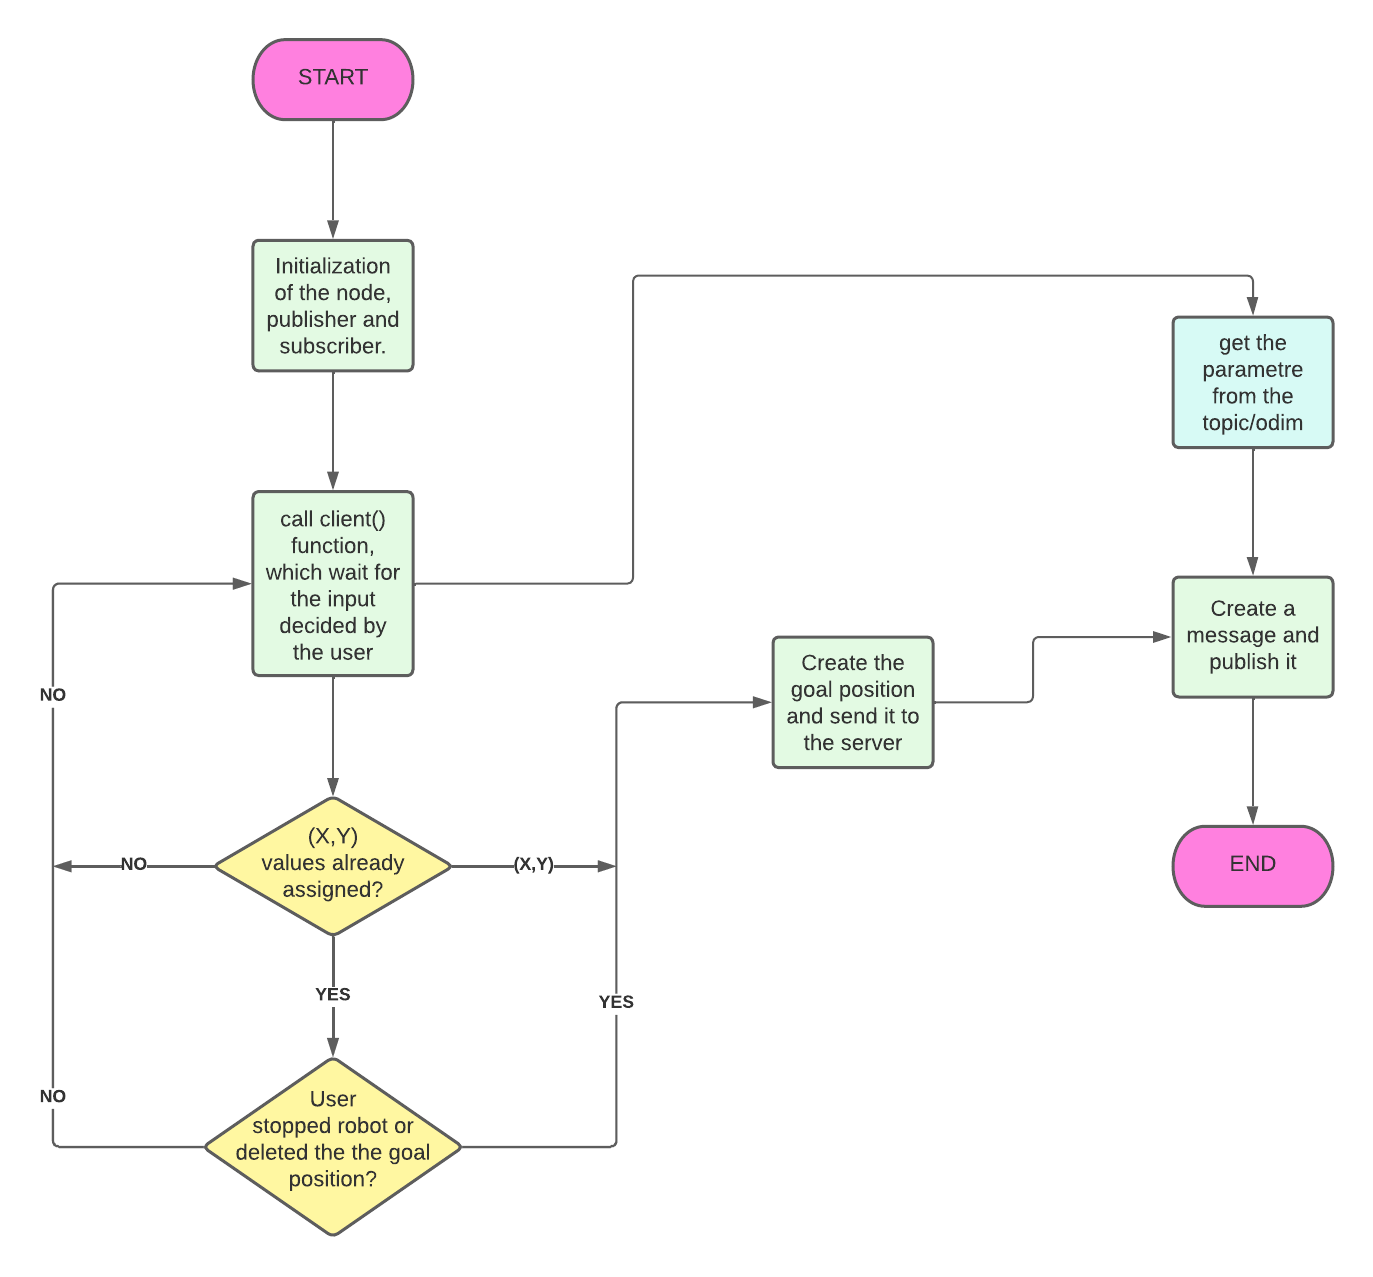 START
Initialization
of the node,
publisher and
subscriber.
get the
parametre
from the
topic/odim
call client()
function,
which wait for
the input
decided by
the user
Create a
message and
publish it
Create the
goal position
and send it to
the server
NO
(X,Y)
values already
assigned?
NO
(X,Y)
END
YES
YES
User
stopped robot or
deleted the the goal
position?
NO